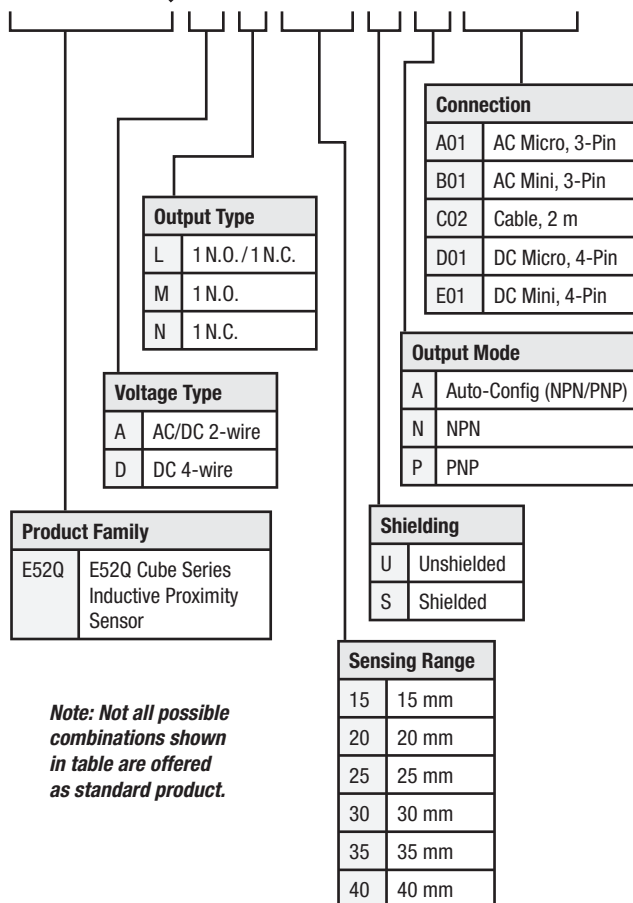 Connection
A01 AC Micro, 3-Pin
B01 AC Mini, 3-Pin
C02 Cable, 2 m
D01 DC Micro, 4-Pin
E01 DC Mini, 4-Pin
Output Type
L 1 N.O./1 N.C.
M 1 N.O.
N 1 N.C.
Output Mode
A Auto-Config (NPN/PNP)
N NPN
P PNP
Voltage Type
A AC/DC 2-wire
D DC 4-wire
Product Family
E52Q E52Q Cube Series
Inductive Proximity
Sensor
Shielding
U Unshielded
S Shielded
Sensing Range
15 15 mm
20 20 mm
25 25 mm
30 30 mm
35 35 mm
40 40 mm
Note: Not all possible
combinations shown
in table are offered
as standard product.